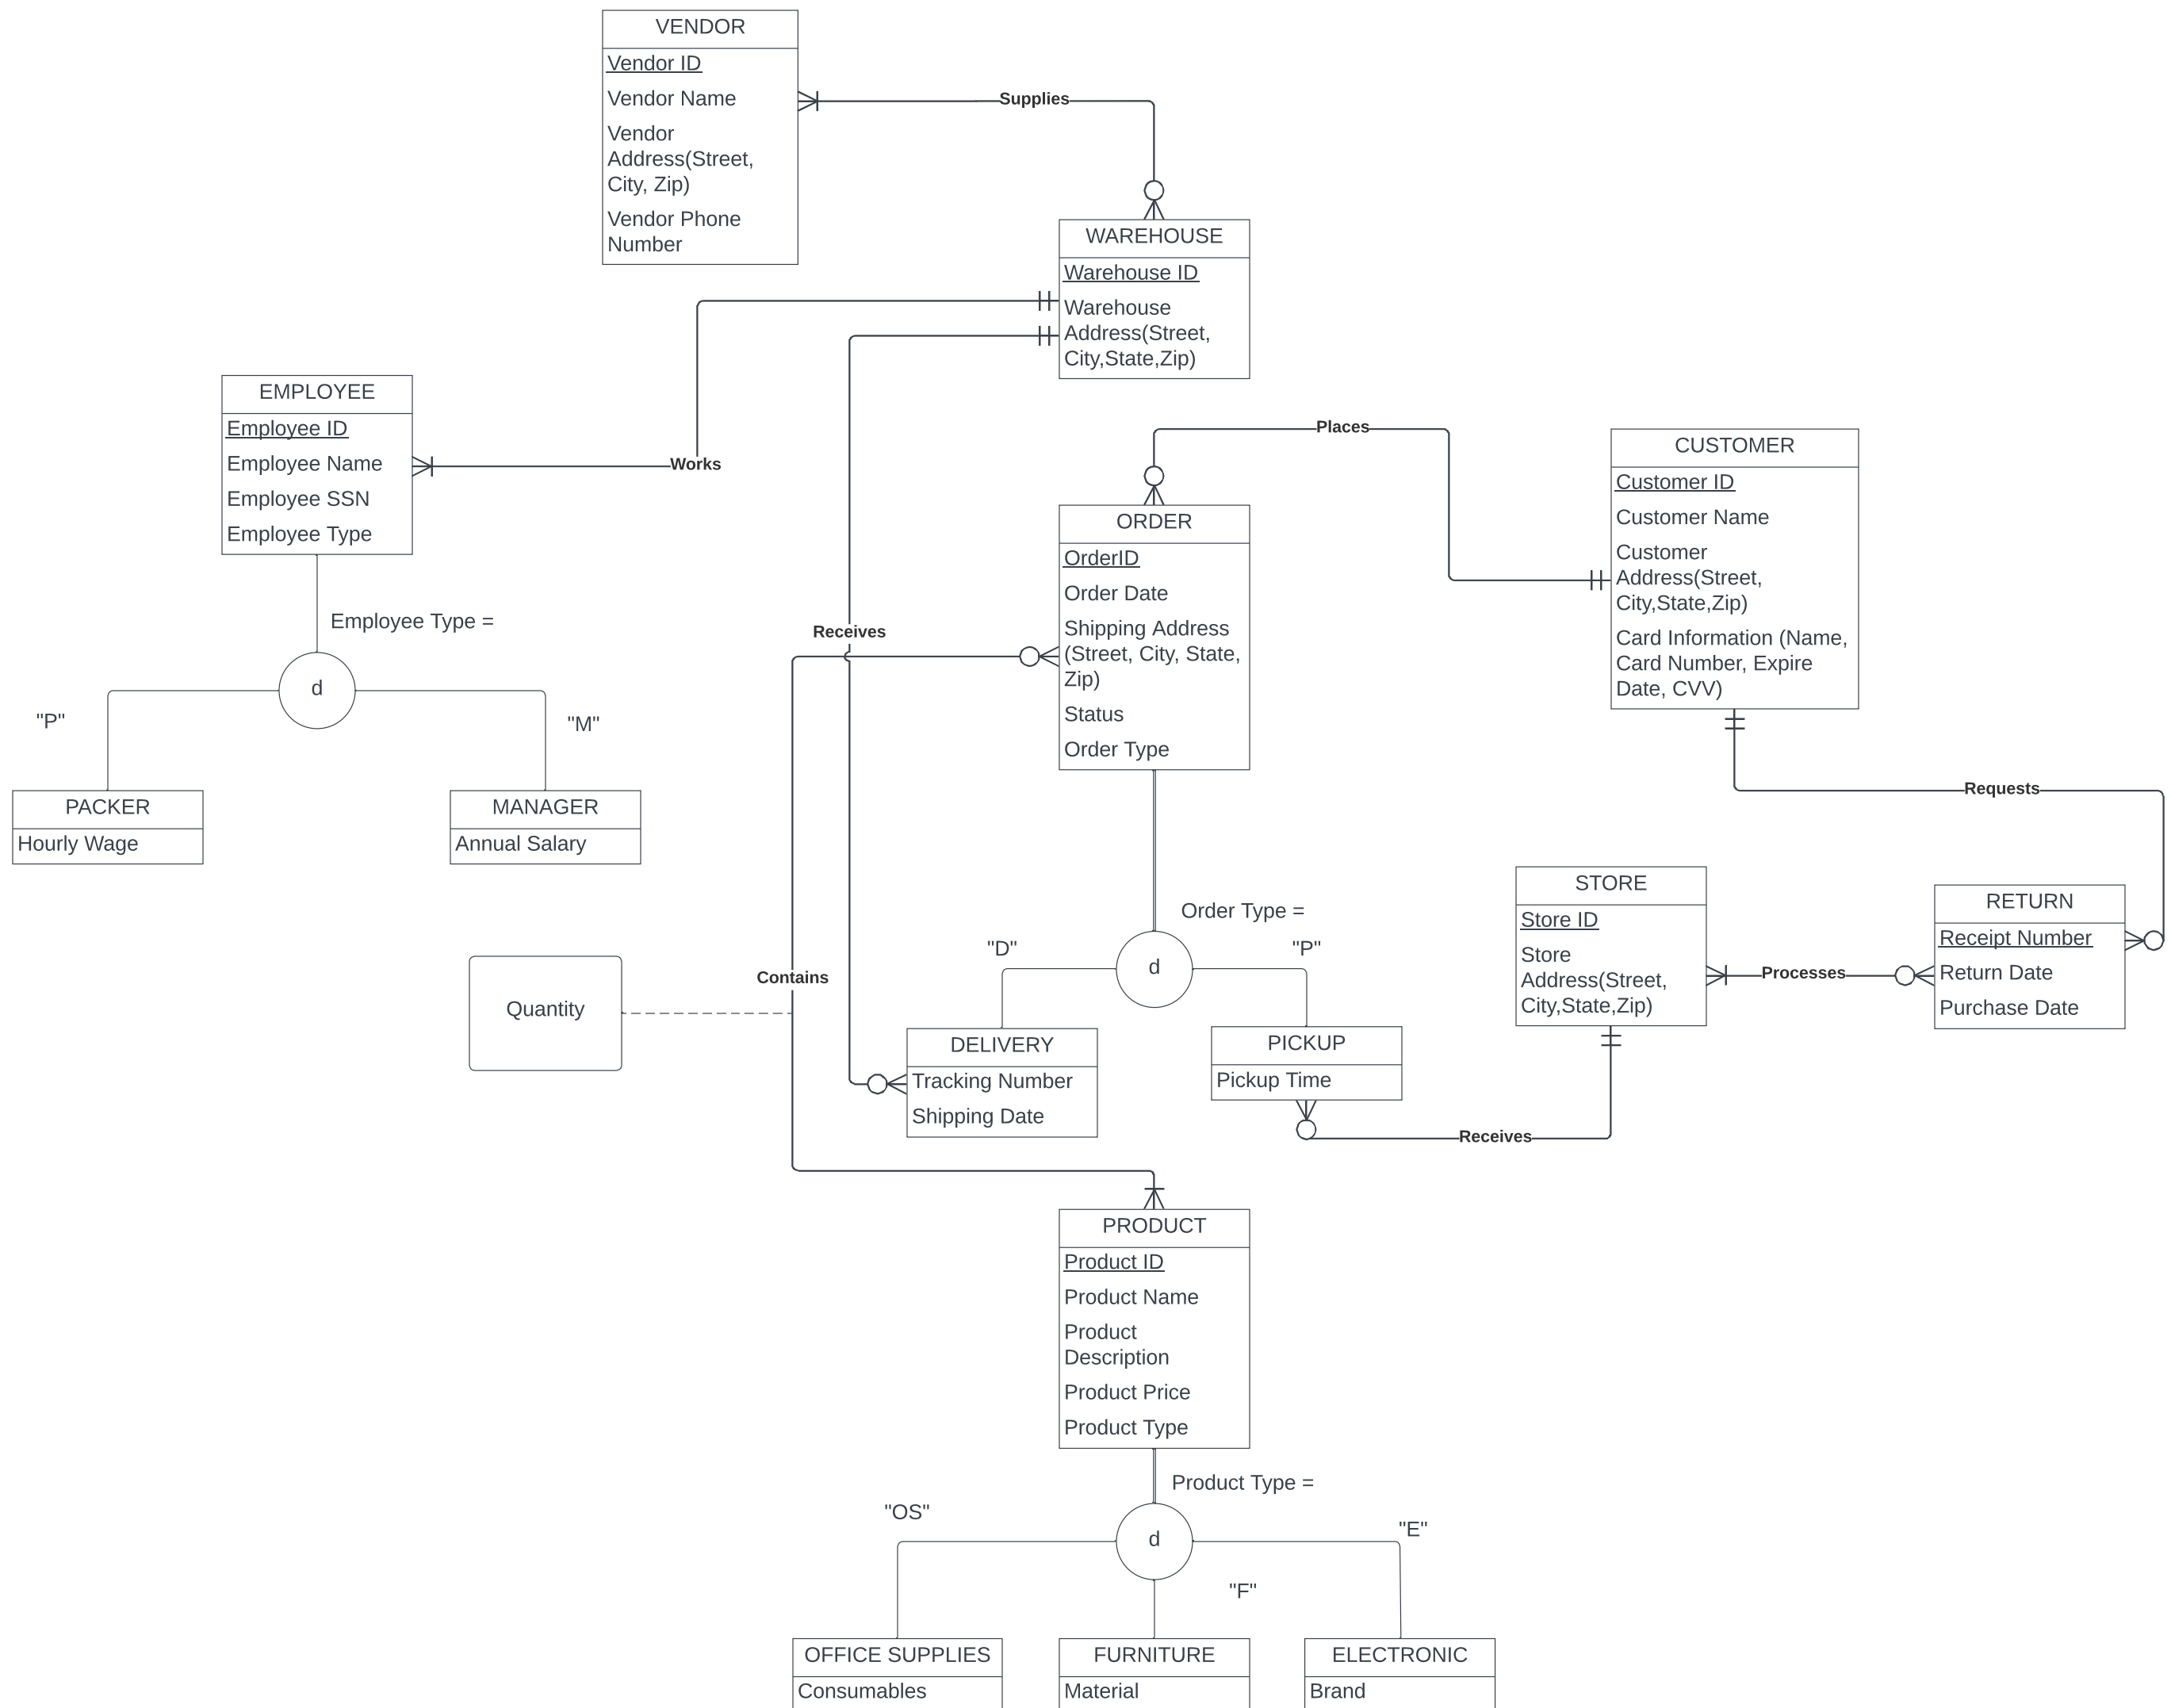 VENDOR
Vendor ID
Vendor Name
Vendor
Address(Street,
City, Zip)
Vendor Phone
Number
Supplies
WAREHOUSE
Warehouse ID
Warehouse
Address(Street,
City,State,Zip)
EMPLOYEE
Employee ID
Employee Name
Employee SSN
Employee Type
Works
Places
CUSTOMER
Customer ID
Customer Name
Customer
Address(Street,
City,State,Zip)
Card Information (Name,
Card Number, Expire
Date, CVV)
ORDER
OrderID
Order Date
Shipping Address
(Street, City, State,
Zip)
Status
Order Type
Receives
Employee Type =
d
"P"
"M"
PACKER
Hourly Wage
MANAGER
Annual Salary
Requests
STORE
Store ID
Store
Address(Street,
City,State,Zip)
Processes
RETURN
Receipt Number
Return Date
Purchase Date
Order Type =
"D"
"P"
d
Contains
Quantity
DELIVERY
Tracking Number
Shipping Date
PICKUP
Pickup Time
Receives
PRODUCT
Product ID
Product Name
Product
Description
Product Price
Product Type
Product Type =
"OS"
d
"E"
"F"
OFFICE SUPPLIES
Consumables
FURNITURE
Material
ELECTRONIC
Brand